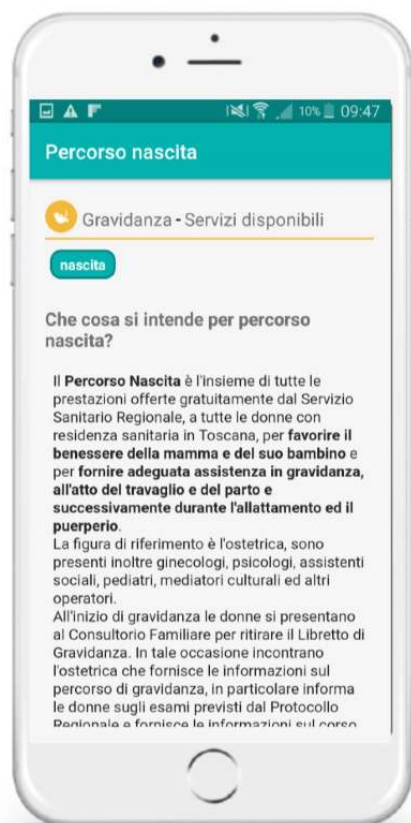 10% 09:47
Percorso nascita
Gravidanza - Servizi disponibili
nascita
Che cosa si intende per percorso
nascita?
Il Percorso Nascita è l'insieme di tutte le
prestazioni offerte gratuitamente dal Servizio
Sanitario Regionale, a tutte le donne con
residenza sanitaria in Toscana, per favorire il
benessere della mamma e del suo bambino e
per fornire adeguata assistenza in gravidanza,
all'atto del travaglio e del parto e
successivamente durante l'allattamento ed il
puerperio.
La figura di riferimento è l'ostetrica, sono
presenti inoltre ginecologi, psicologi, assistenti
sociali, pediatri, mediatori culturali ed altri
operatori.
All'inizio di gravidanza le donne si presentano
al Consultorio Familiare per ritirare il Libretto di
Gravidanza. In tale occasione incontrano
l'ostetrica che fornisce le informazioni sul
percorso di gravidanza, in particolare informa
le donne sugli esami previsti dal Protocollo
Regionale e fornisce le informazioni sul corso